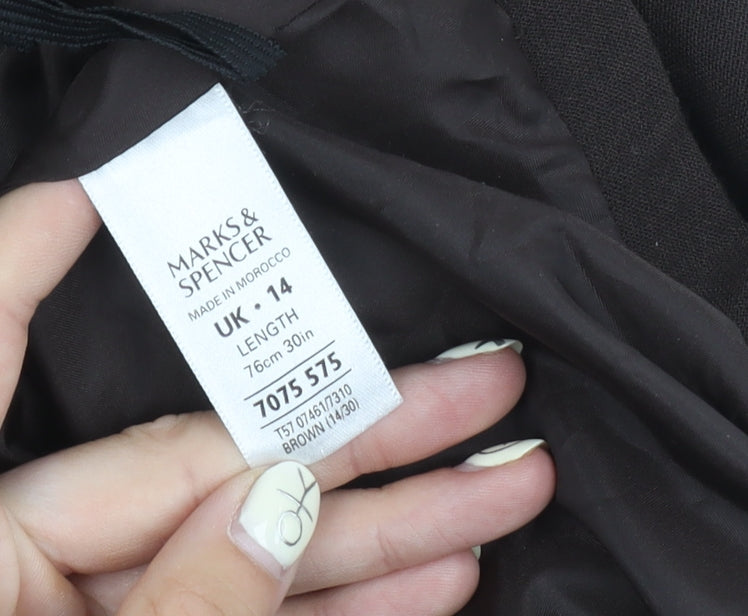 MARKS &
SPENCER
MADE IN MOROCCO
UK • 14
LENGTH
76cm 30in
7075 575
T57 07461/7310
BROWN (14/30)